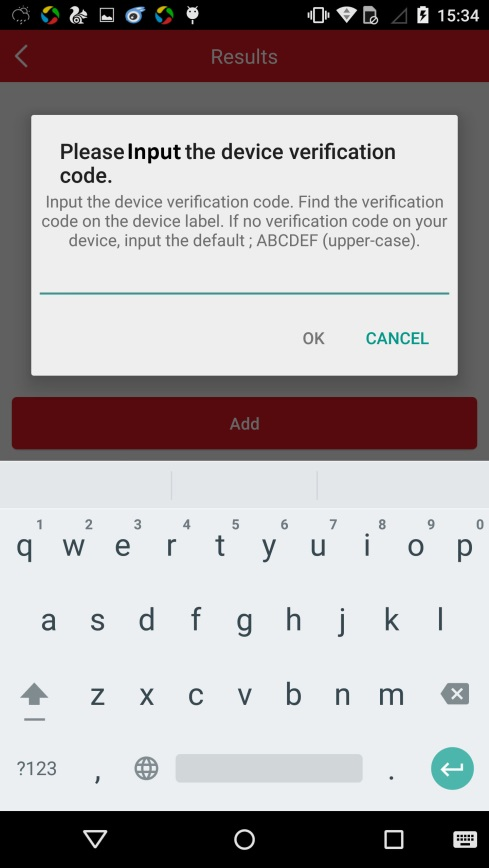 15:34
Results
Please Input the device verification
code.
Input the device verification code. Find the verification
code on the device label. If no verification code on your
device, input the default ; ABCDEF (upper-case).
OK CANCEL
Add
1 2 3 4 5 6 7 8 9 0
q w e r t y u i o p
a s d f g h j k l
z x c v b n m
?123 , .